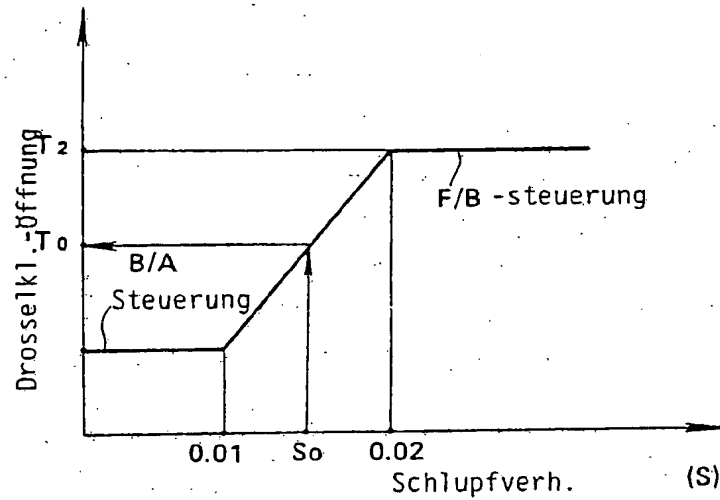 Drosselkl.-Öffnung
T2
F/B -steuerung
T0
B/A
Steuerung
0.01
So
0.02
Schlupfverh.
(S)